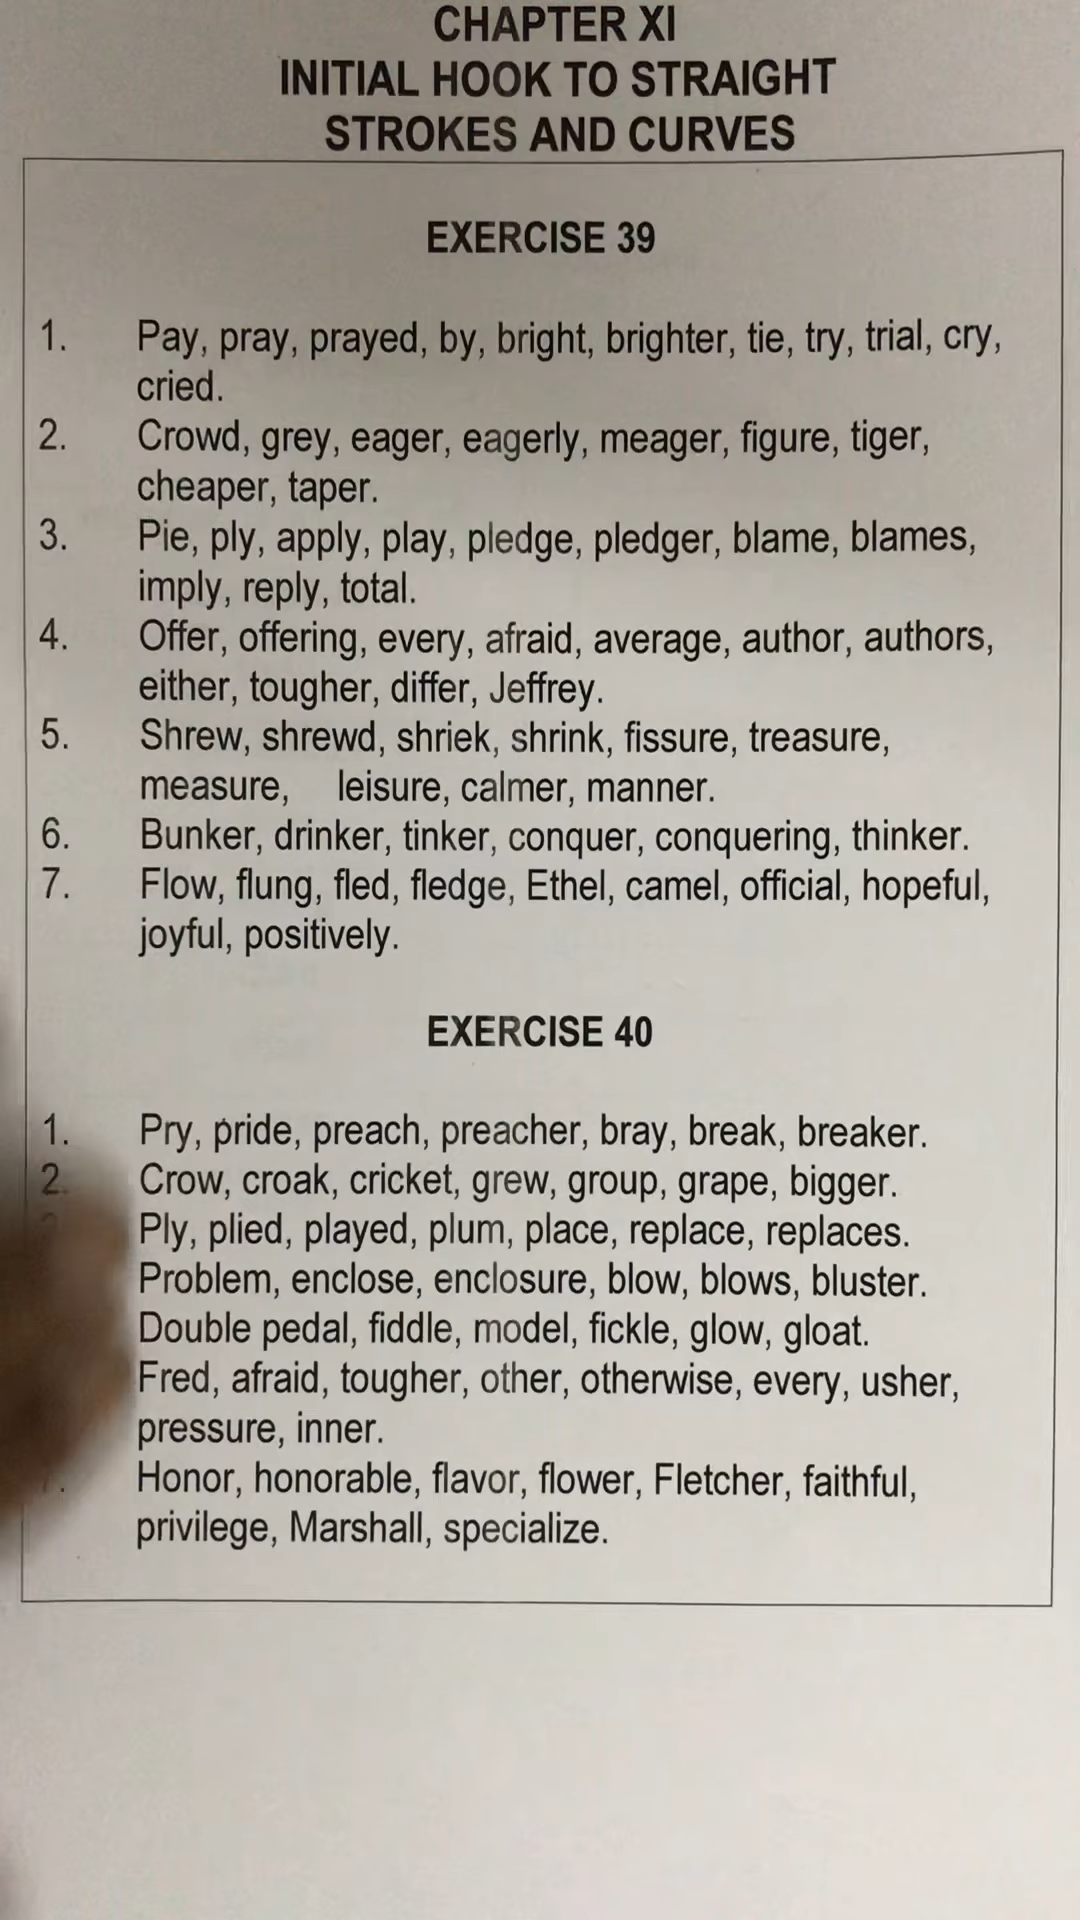 CHAPTER XI
INITIAL HOOK TO STRAIGHT
STROKES AND CURVES
EXERCISE 39
1. Pay, pray, prayed, by, bright, brighter, tie, try, trial, cry,
cried.
2. Crowd, grey, eager, eagerly, meager, figure, tiger,
cheaper, taper.
3. Pie, ply, apply, play, pledge, pledger, blame, blames,
imply, reply, total.
4. Offer, offering, every, afraid, average, author, authors,
either, tougher, differ, Jeffrey.
5. Shrew, shrewd, shriek, shrink, fissure, treasure,
measure, leisure, calmer, manner.
6. Bunker, drinker, tinker, conquer, conquering, thinker.
7. Flow, flung, fled, fledge, Ethel, camel, official, hopeful,
joyful, positively.
EXERCISE 40
1. Pry, pride, preach, preacher, bray, break, breaker.
2. Crow, croak, cricket, grew, group, grape, bigger.
Ply, plied, played, plum, place, replace, replaces.
Problem, enclose, enclosure, blow, blows, bluster.
Double pedal, fiddle, model, fickle, glow, gloat.
Fred, afraid, tougher, other, otherwise, every, usher,
pressure, inner.
Honor, honorable, flavor, flower, Fletcher, faithful,
privilege, Marshall, specialize.